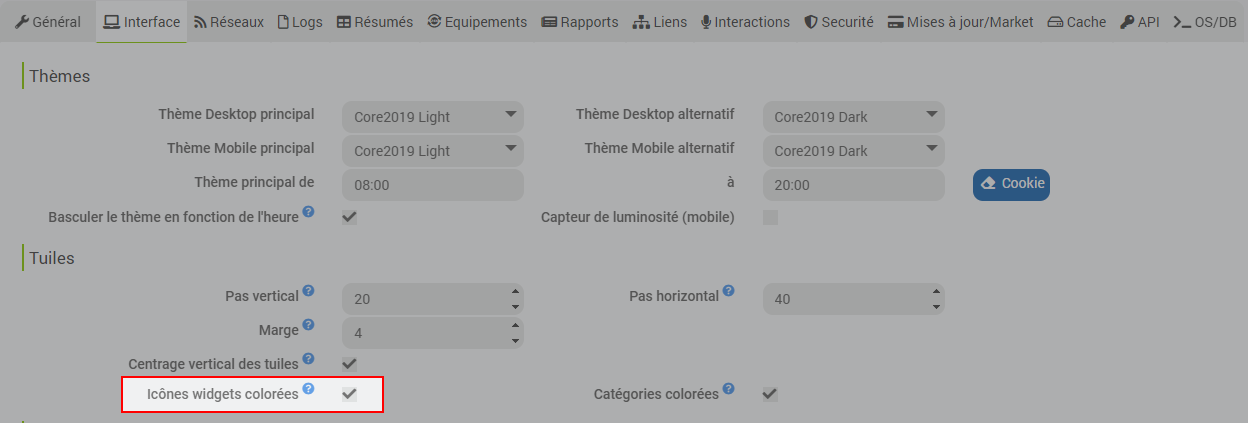 Général Interface Réseaux Logs Résumés Equipements Rapports Liens Interactions Securité Mises à jour/Market Cache API OS/DB
Thèmes
Thème Desktop principal Core2019 Light Thème Desktop alternatif Core2019 Dark
Thème Mobile principal Core2019 Light Thème Mobile alternatif Core2019 Dark
Thème principal de 08:00 à 20:00 Cookie
Basculer le thème en fonction de l'heure ? Capteur de luminosité (mobile)
Tuiles
Pas vertical ? 20 Pas horizontal ? 40
Marge ? 4
Centrage vertical des tuiles ?
Icônes widgets colorées ? Catégories colorées ?